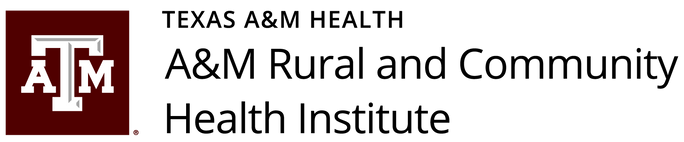 TEXAS A&M HEALTH
A&M Rural and Community
Health Institute
ATM
®